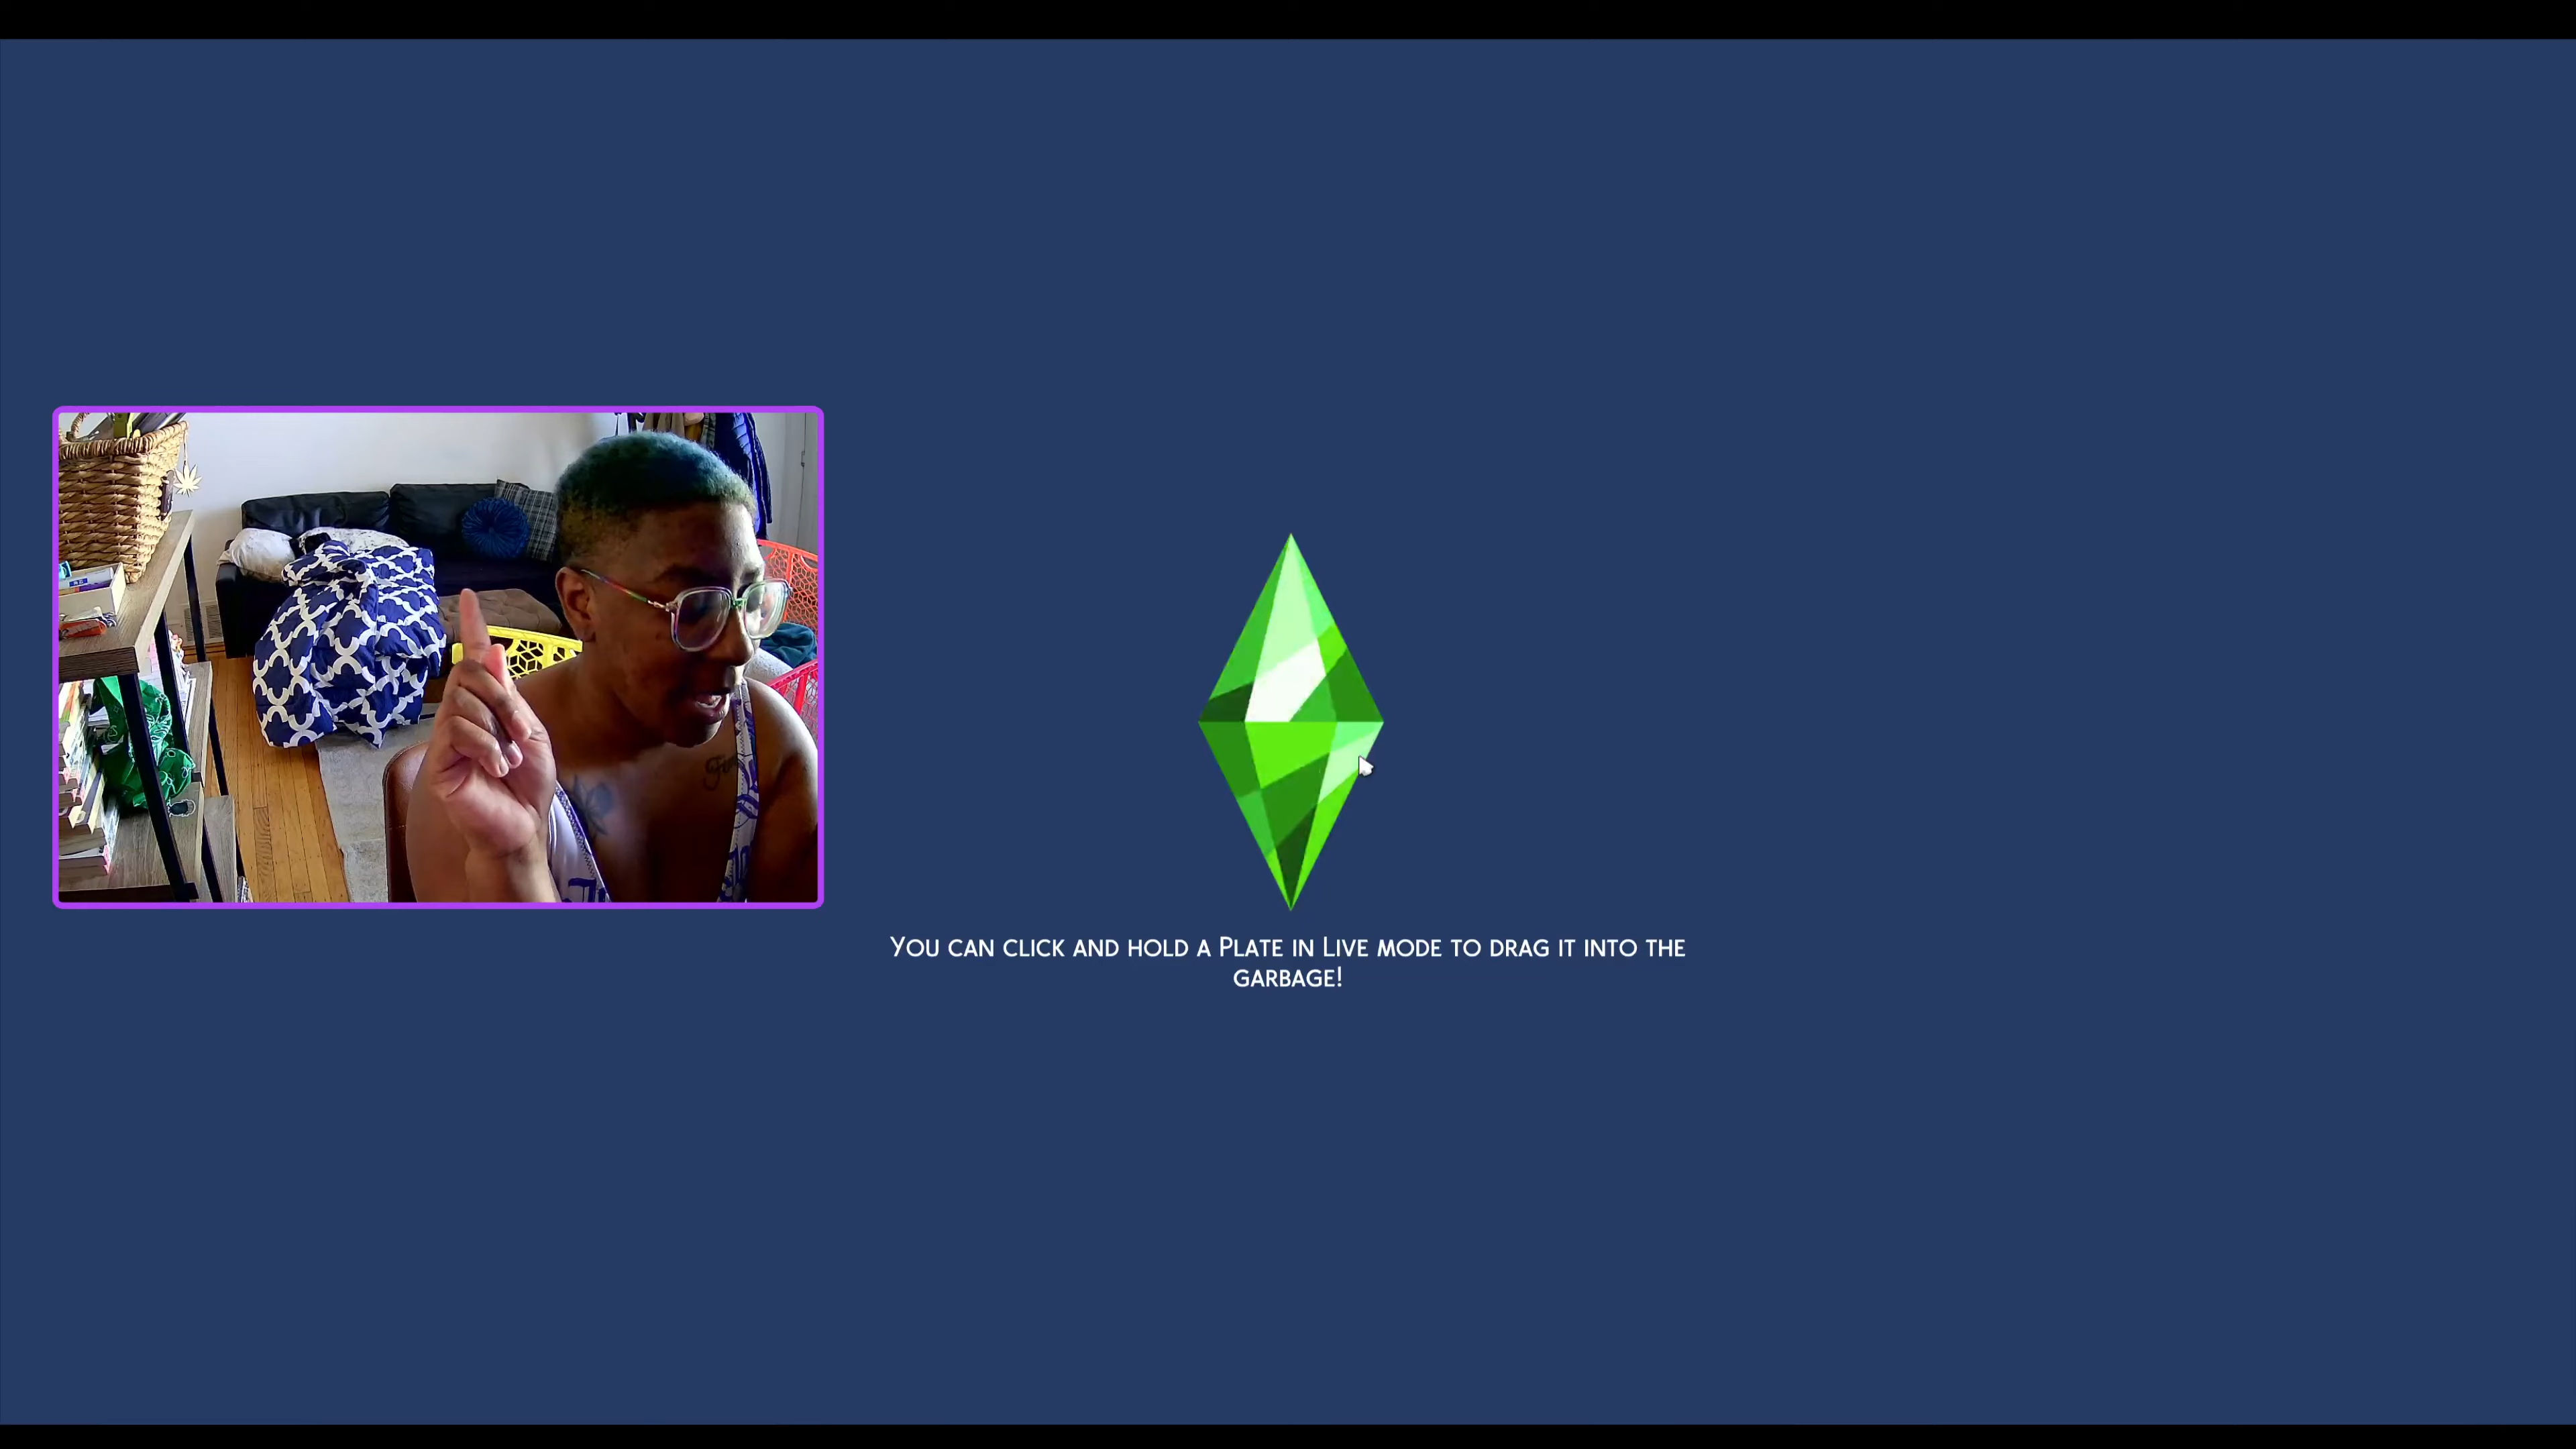 You can click and hold a Plate in Live mode to drag it into the
garbage!